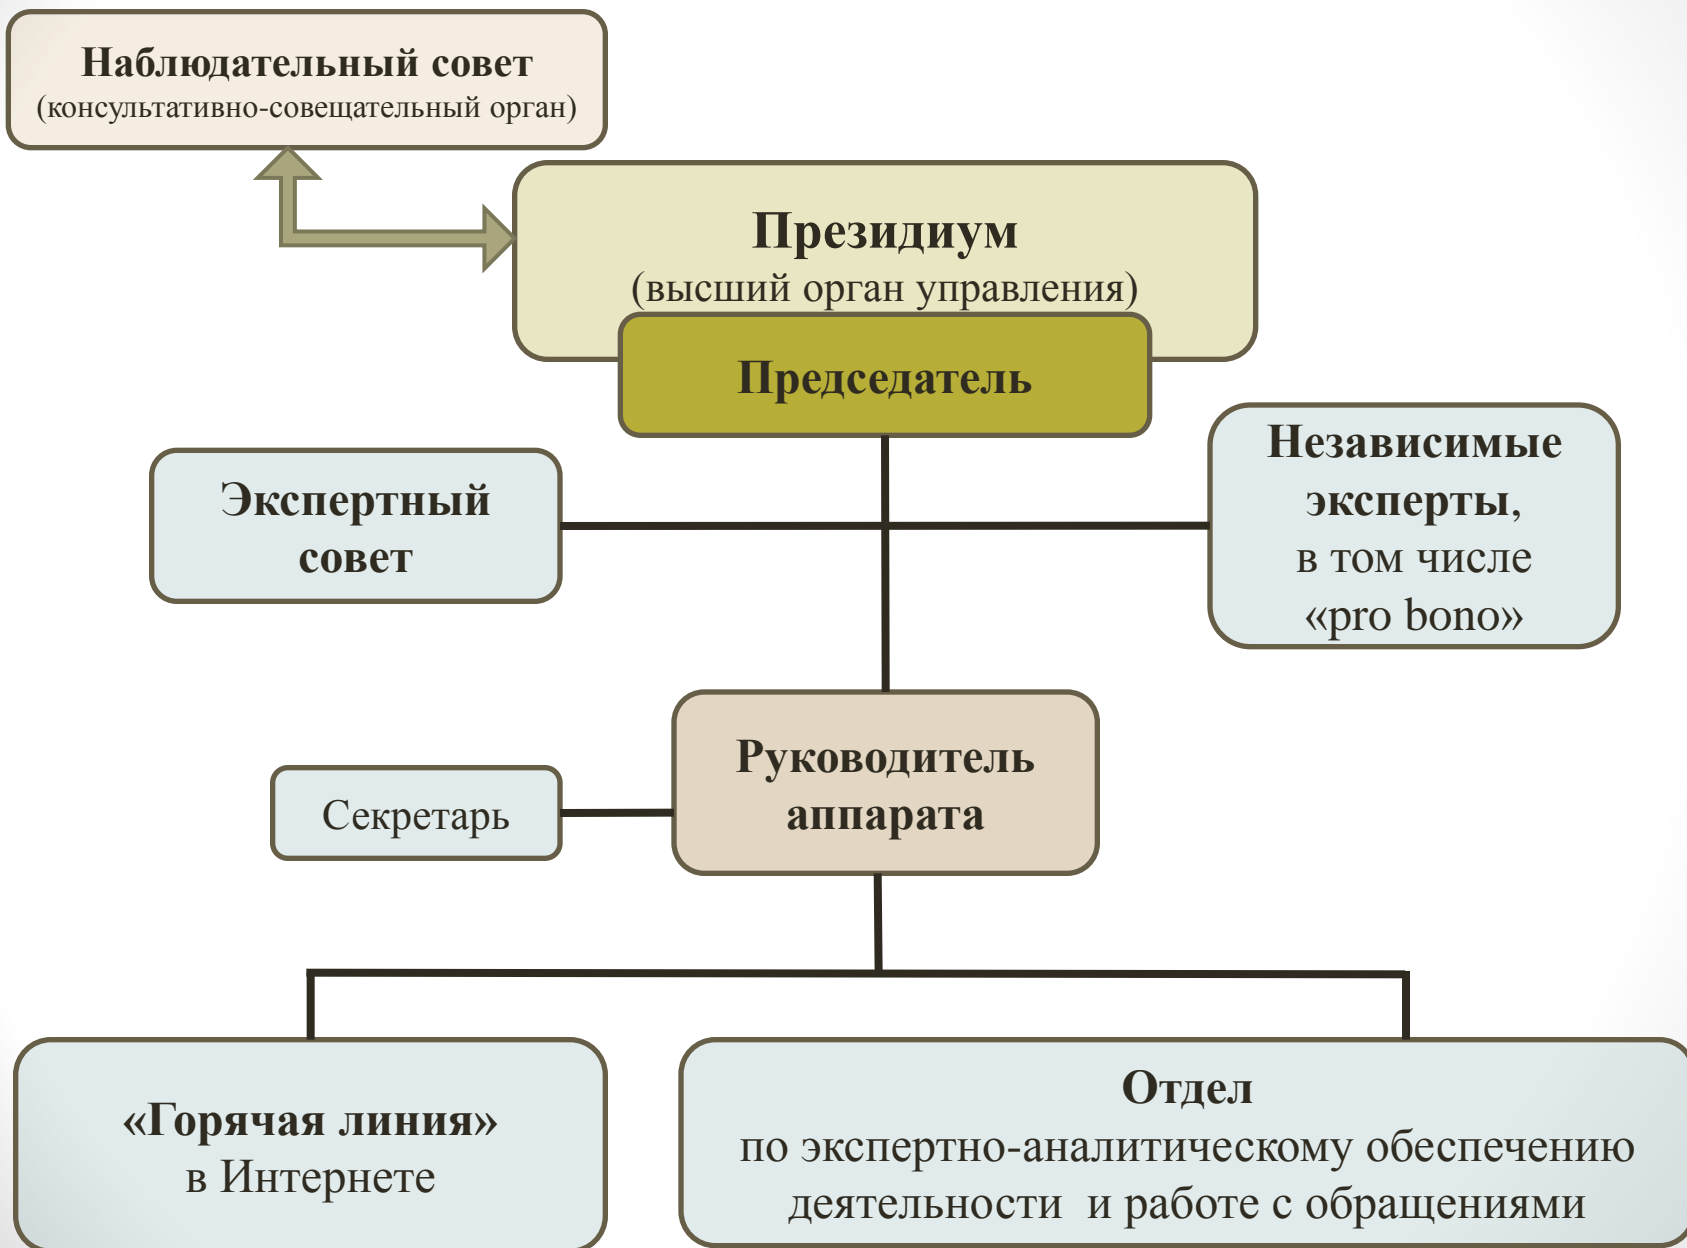 Наблюдательный совет
(консультативно-совещательный орган)
Президиум
(высший орган управления)
Председатель
Экспертный
совет
Независимые
эксперты,
в том числе
«pro bono»
Руководитель
аппарата
Секретарь
«Горячая линия»
в Интернете
Отдел
по экспертно-аналитическому обеспечению
деятельности и работе с обращениями